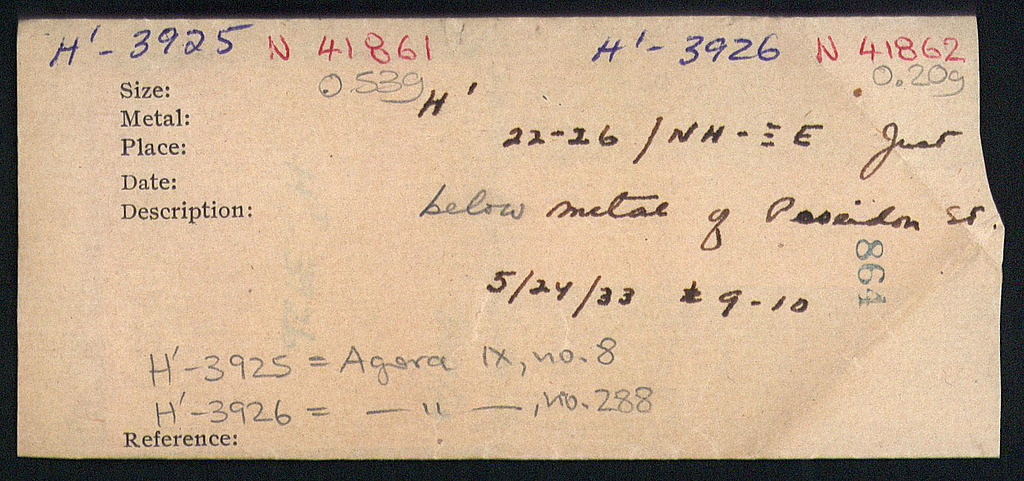 H' - 3925 N 41861 H' - 3926 N 41862
Size: 0.53g 0.20g
Metal: H'
Place: 22-26 / NH - ΞE Just
Date:
Description: below metal of Poseidon St.
864
5/24/33 * 9-10
H'-3925 = Agora IX, no. 8
H'-3926 = — " —, no. 288
Reference: